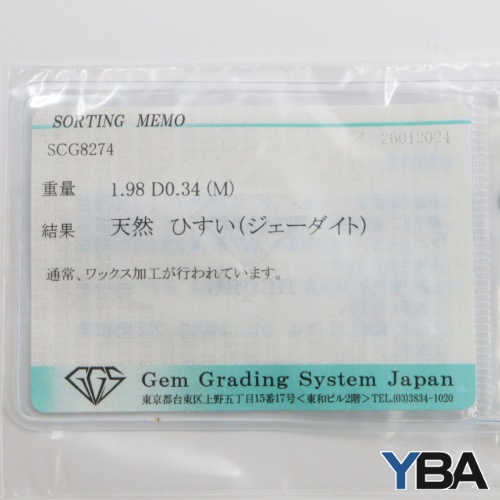 SORTING MEMO
SCG8274
26012024
重量 1.98 D0.34 (M)
結果 天然 ひすい(ジェーダイト)
通常、ワックス加工が行われています。
GGS
Gem Grading System Japan
東京都台東区上野五丁目15番17号<東和ビル2階>TEL.(03)3834-1020
YBA